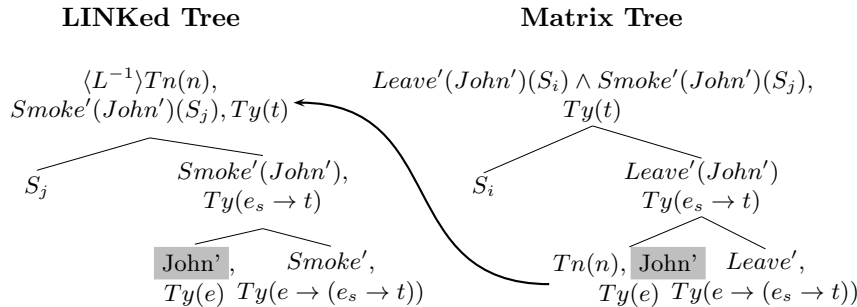 LINKed Tree
⟨L⁻¹⟩Tn(n),
Smoke′(John′)(Sⱼ), Ty(t)
Sⱼ
Smoke′(John′),
Ty(eₛ → t)
John’ ,
Ty(e)
Smoke′,
Ty(e → (eₛ → t))
Matrix Tree
Leave′(John′)(Sᵢ) ∧ Smoke′(John′)(Sⱼ),
Ty(t)
Sᵢ
Leave′(John′)
Ty(eₛ → t)
Tn(n), John’
Ty(e)
Leave′,
Ty(e → (eₛ → t))